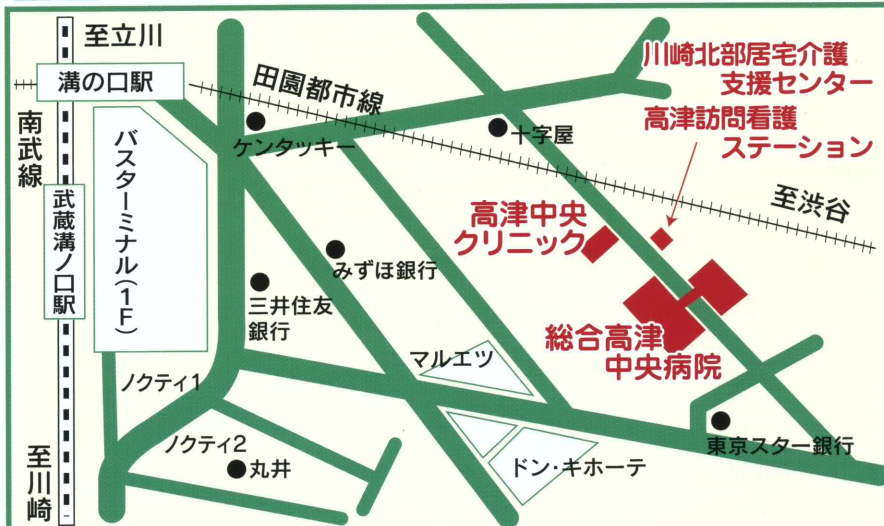 至立川
溝の口駅
南武線
武蔵溝ノ口駅
至川崎
バスターミナル(1F)
田園都市線
ケンタッキー
十字屋
川崎北部居宅介護
支援センター
高津訪問看護
ステーション
至渋谷
高津中央
クリニック
みずほ銀行
三井住友
銀行
総合高津
中央病院
マルエツ
ノクティ1
ノクティ2
丸井
ドン・キホーテ
東京スター銀行